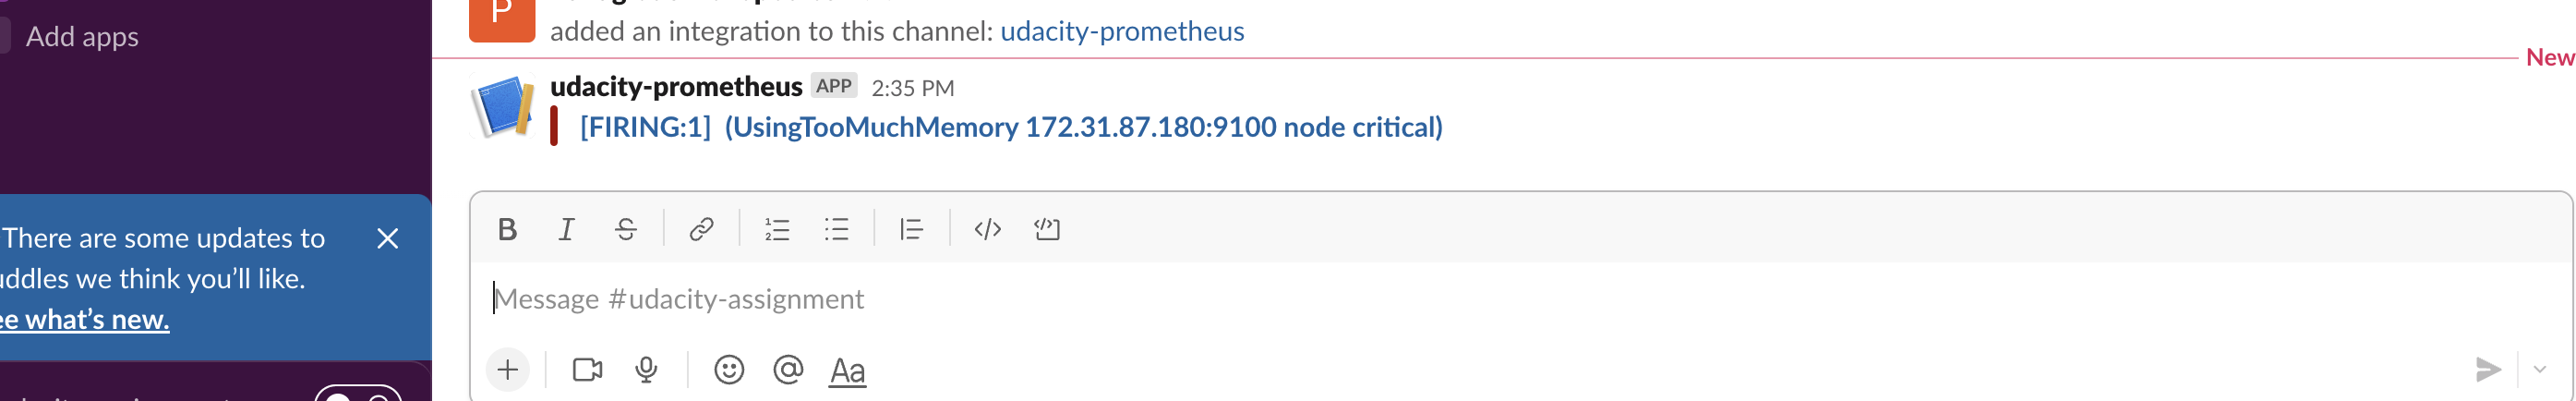 Add apps
There are some updates to
uddles we think you'll like.
ee what's new.
P
added an integration to this channel: udacity-prometheus
New
udacity-prometheus APP 2:35 PM
[FIRING:1] (UsingTooMuchMemory 172.31.87.180:9100 node critical)
B I S
Message #udacity-assignment
Aa